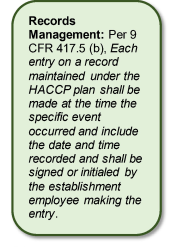 Records
Management: Per 9
CFR 417.5 (b), Each
entry on a record
maintained under the
HACCP plan shall be
made at the time the
specific event
occurred and include
the date and time
recorded and shall be
signed or initialed by
the establishment
employee making the
entry.